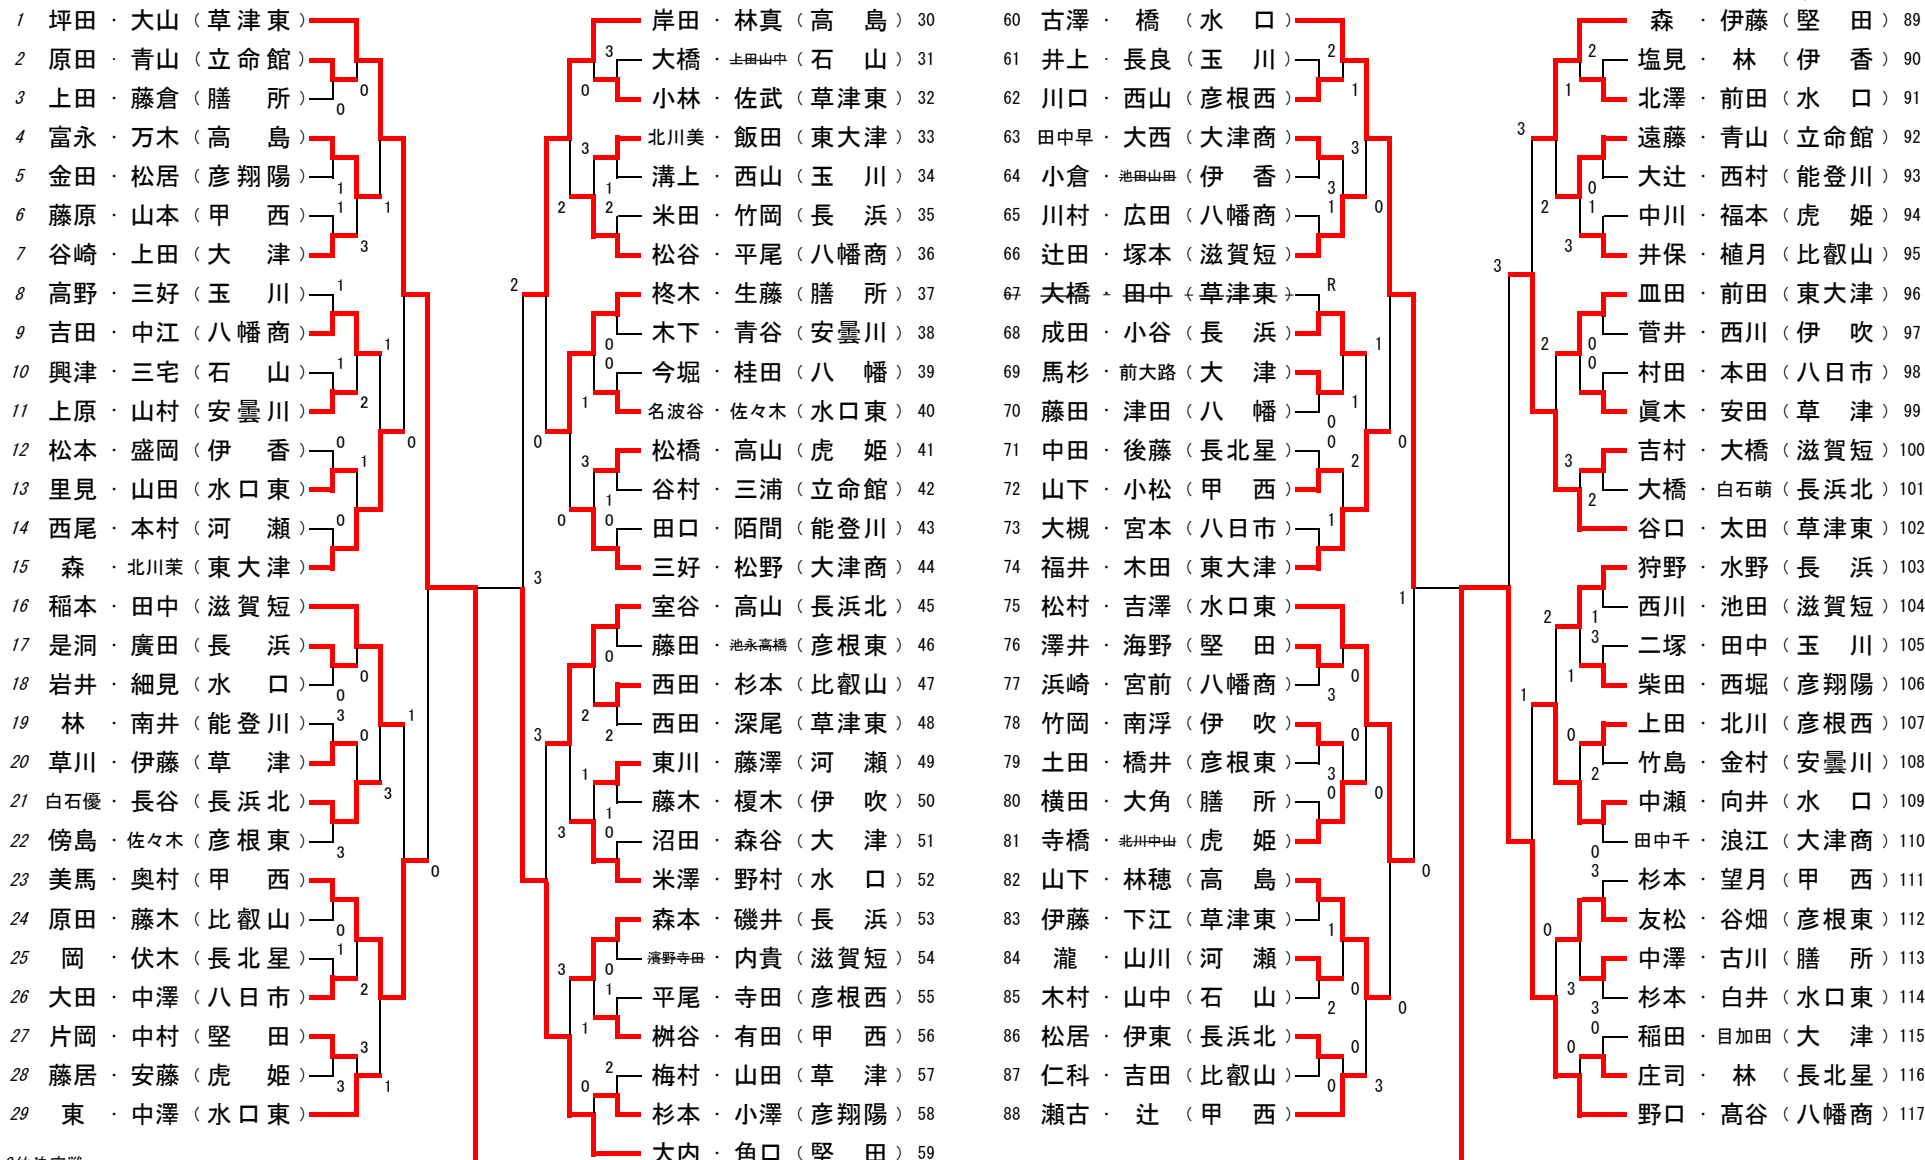 1 坪田・大山（草津東）
2 原田・青山（立命館）
3 上田・藤倉（膳　所）
4 富永・万木（高　島）
5 金田・松居（彦翔陽）
6 藤原・山本（甲　西）
7 谷崎・上田（大　津）
8 高野・三好（玉　川）
9 吉田・中江（八幡商）
10 興津・三宅（石　山）
11 上原・山村（安曇川）
12 松本・盛岡（伊　香）
13 里見・山田（水口東）
14 西尾・本村（河　瀬）
15 森・北川茉（東大津）
16 稲本・田中（滋賀短）
17 是洞・廣田（長　浜）
18 岩井・細見（水　口）
19 林・南井（能登川）
20 草川・伊藤（草　津）
21 白石優・長谷（長浜北）
22 傍島・佐々木（彦根東）
23 美馬・奥村（甲　西）
24 原田・藤木（比叡山）
25 岡・伏木（長北星）
26 大田・中澤（八日市）
27 片岡・中村（堅　田）
28 藤居・安藤（虎　姫）
29 東・中澤（水口東）
岸田・林真（高　島）30
大橋・上田山中（石　山）31
小林・佐武（草津東）32
北川美・飯田（東大津）33
溝上・西山（玉　川）34
米田・竹岡（長　浜）35
松谷・平尾（八幡商）36
柊木・生藤（膳　所）37
木下・青谷（安曇川）38
今堀・桂田（八　幡）39
名波谷・佐々木（水口東）40
松橋・高山（虎　姫）41
谷村・三浦（立命館）42
田口・陌間（能登川）43
三好・松野（大津商）44
室谷・高山（長浜北）45
藤田・池永高橋（彦根東）46
西田・杉本（比叡山）47
西田・深尾（草津東）48
東川・藤澤（河　瀬）49
藤木・榎木（伊　吹）50
沼田・森谷（大　津）51
米澤・野村（水　口）52
森本・磯井（長　浜）53
濱野寺田・内貴（滋賀短）54
平尾・寺田（彦根西）55
桝谷・有田（甲　西）56
梅村・山田（草　津）57
杉本・小澤（彦翔陽）58
大内・角口（堅　田）59
60 古澤・橋（水　口）
61 井上・長良（玉　川）
62 川口・西山（彦根西）
63 田中早・大西（大津商）
64 小倉・池田山田（伊　香）
65 川村・広田（八幡商）
66 辻田・塚本（滋賀短）
67 大橋・田中（草津東）
68 成田・小谷（長　浜）
69 馬杉・前大路（大　津）
70 藤田・津田（八　幡）
71 中田・後藤（長北星）
72 山下・小松（甲　西）
73 大槻・宮本（八日市）
74 福井・木田（東大津）
75 松村・吉澤（水口東）
76 澤井・海野（堅　田）
77 浜崎・宮前（八幡商）
78 竹岡・南浮（伊　吹）
79 土田・橋井（彦根東）
80 横田・大角（膳　所）
81 寺橋・北川中山（虎　姫）
82 山下・林穂（高　島）
83 伊藤・下江（草津東）
84 瀧・山川（河　瀬）
85 木村・山中（石　山）
86 松居・伊東（長浜北）
87 仁科・吉田（比叡山）
88 瀬古・辻（甲　西）
森・伊藤（堅　田）89
塩見・林（伊　香）90
北澤・前田（水　口）91
遠藤・青山（立命館）92
大辻・西村（能登川）93
中川・福本（虎　姫）94
井保・植月（比叡山）95
皿田・前田（東大津）96
菅井・西川（伊　吹）97
村田・本田（八日市）98
眞木・安田（草　津）99
吉村・大橋（滋賀短）100
大橋・白石萌（長浜北）101
谷口・太田（草津東）102
狩野・水野（長　浜）103
西川・池田（滋賀短）104
二塚・田中（玉　川）105
柴田・西堀（彦翔陽）106
上田・北川（彦根西）107
竹島・金村（安曇川）108
中瀬・向井（水　口）109
田中千・浪江（大津商）110
杉本・望月（甲　西）111
友松・谷畑（彦根東）112
中澤・古川（膳　所）113
杉本・白井（水口東）114
稲田・目加田（大　津）115
庄司・林（長北星）116
野口・髙谷（八幡商）117